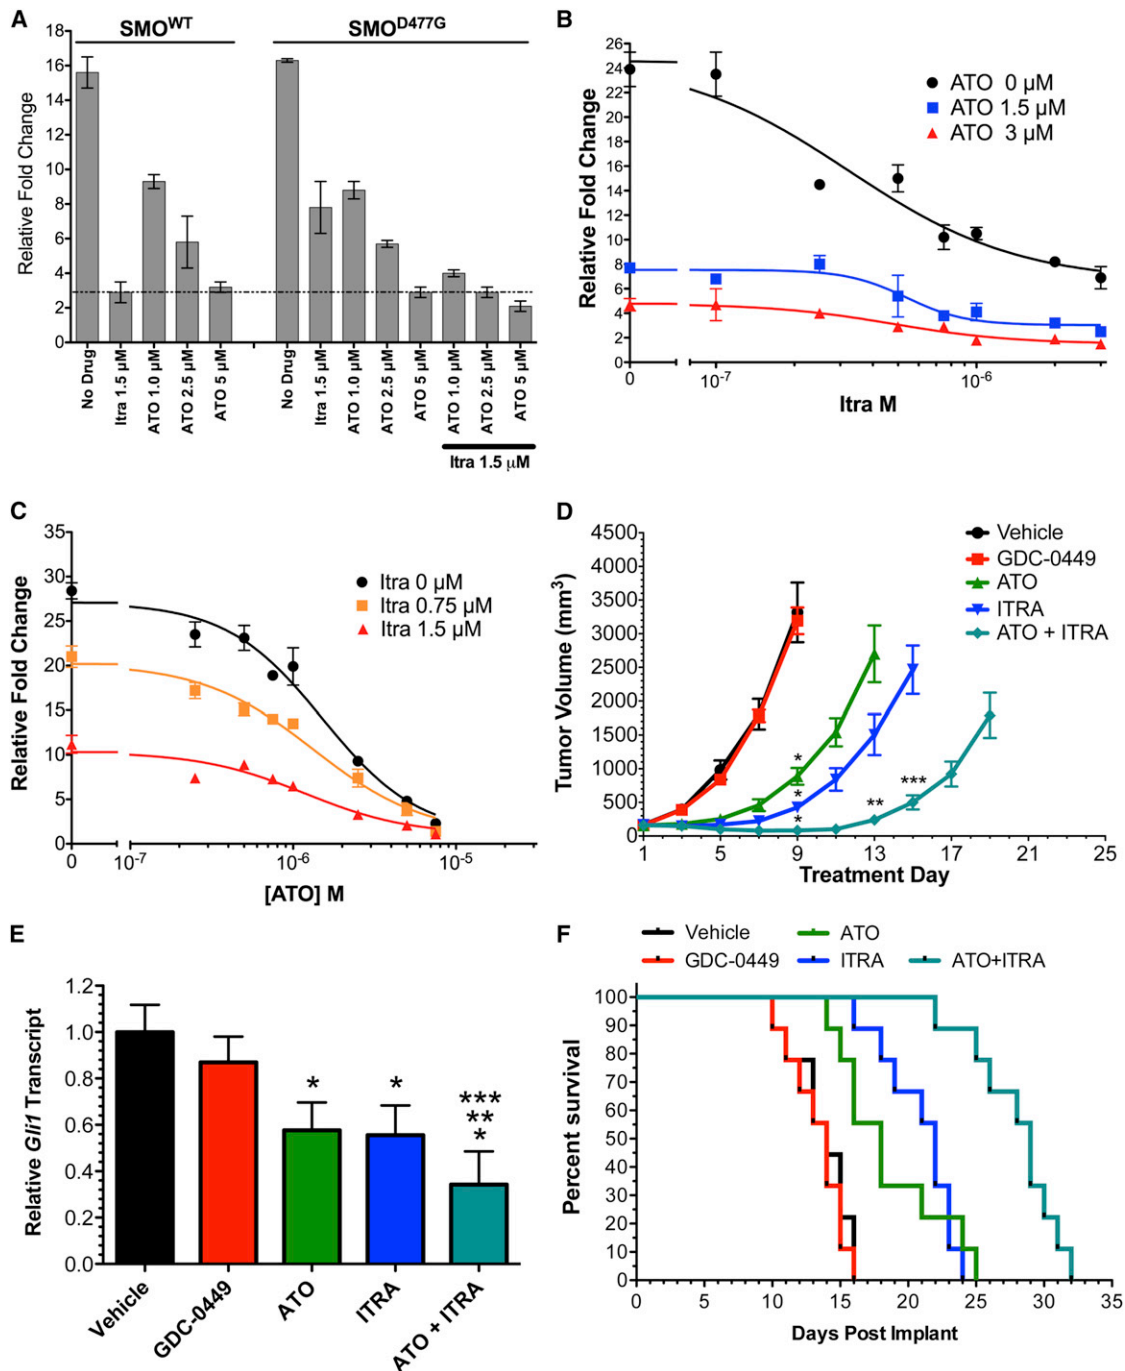 A
SMO^WT
SMO^D477G
Relative Fold Change
18
16
14
12
10
8
6
4
2
0
No Drug
Itra 1.5 µM
ATO 1.0 µM
ATO 2.5 µM
ATO 5 µM
No Drug
Itra 1.5 µM
ATO 1.0 µM
ATO 2.5 µM
ATO 5 µM
ATO 1.0 µM
ATO 2.5 µM
ATO 5 µM
Itra 1.5 µM
B
Relative Fold Change
26
24
22
20
18
16
14
12
10
8
6
4
2
0
ATO 0 µM
ATO 1.5 µM
ATO 3 µM
0 10^-7 10^-6
Itra M
C
Relative Fold Change
35
30
25
20
15
10
5
0
Itra 0 µM
Itra 0.75 µM
Itra 1.5 µM
0 10^-7 10^-6 10^-5
[ATO] M
D
Tumor Volume (mm³)
4500
4000
3500
3000
2500
2000
1500
1000
500
0
Vehicle
GDC-0449
ATO
ITRA
ATO + ITRA
*
*
*
**
***
1 5 9 13 17 21 25
Treatment Day
E
Relative Gli1 Transcript
1.2
1.0
0.8
0.6
0.4
0.2
0.0
*
*
***
**
*
Vehicle
GDC-0449
ATO
ITRA
ATO + ITRA
F
Vehicle ATO
GDC-0449 ITRA ATO+ITRA
Percent survival
100
90
80
70
60
50
40
30
20
10
0
0 5 10 15 20 25 30 35
Days Post Implant